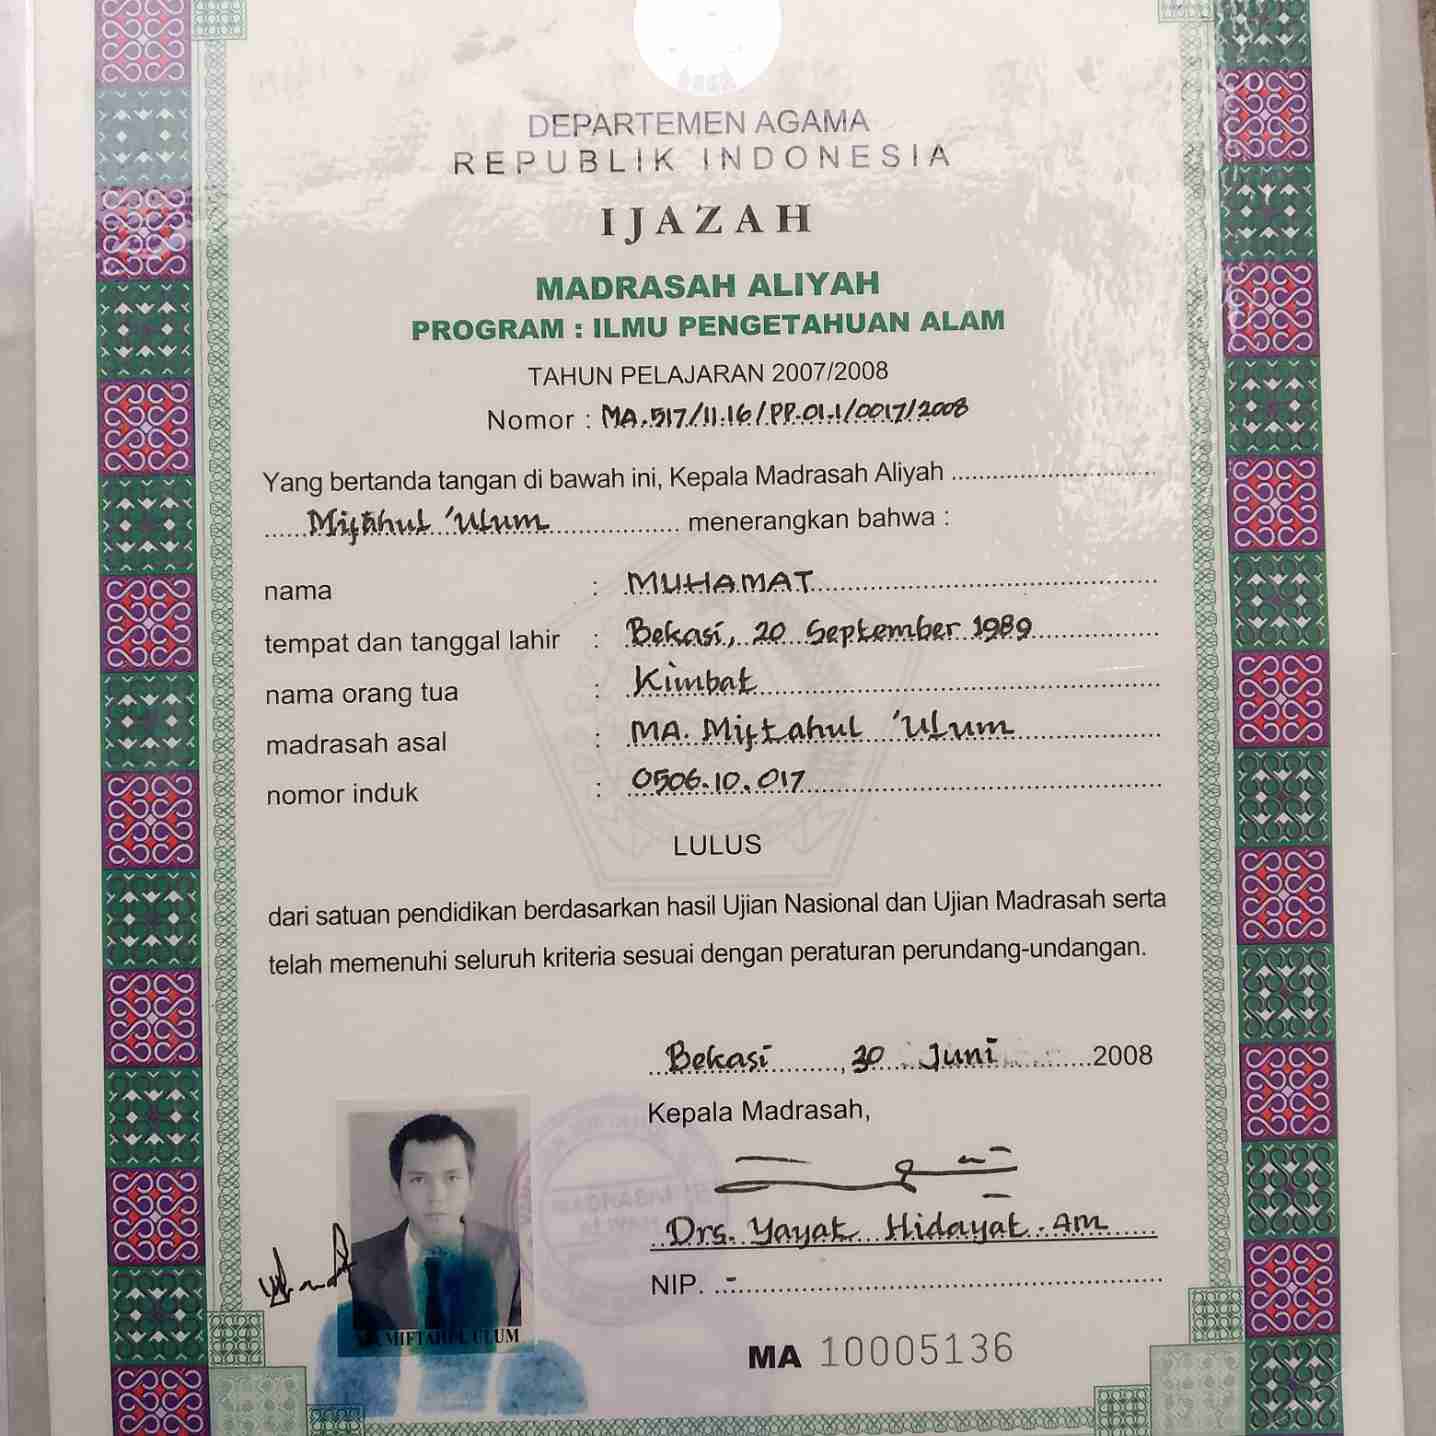 DEPARTEMEN AGAMA
REPUBLIK INDONESIA
IJAZAH
MADRASAH ALIYAH
PROGRAM : ILMU PENGETAHUAN ALAM
TAHUN PELAJARAN 2007/2008
Nomor : MA.517/11.16/PP.01.1/0017/2008
Yang bertanda tangan di bawah ini, Kepala Madrasah Aliyah
Miftahul 'Ulum menerangkan bahwa :
nama : MUHAMAT
tempat dan tanggal lahir : Bekasi, 20 September 1989
nama orang tua : Kimbat
madrasah asal : MA. Miftahul 'Ulum
nomor induk : 0506.10.017
LULUS
dari satuan pendidikan berdasarkan hasil Ujian Nasional dan Ujian Madrasah serta
telah memenuhi seluruh kriteria sesuai dengan peraturan perundang-undangan.
Bekasi, 30 Juni 2008
Kepala Madrasah,
Drs. Yayat Hidayat. AM
NIP. -
MIFTAHUL ULUM
MA 10005136